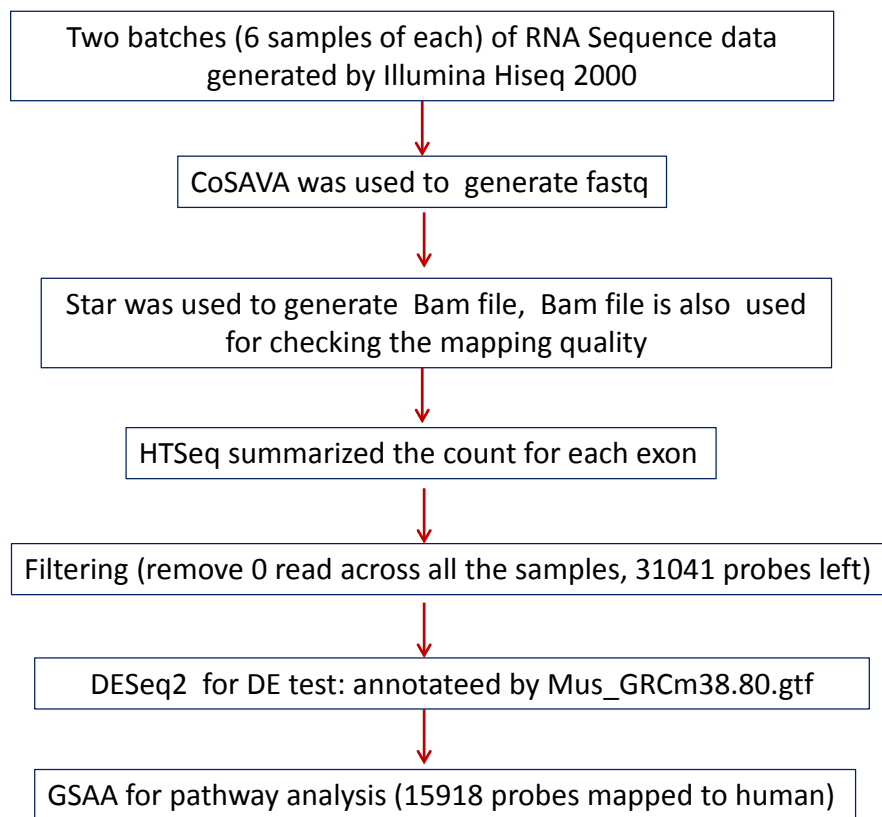 Two batches (6 samples of each) of RNA Sequence data
generated by Illumina Hiseq 2000
CoSAVA was used to generate fastq
Star was used to generate Bam file, Bam file is also used
for checking the mapping quality
HTSeq summarized the count for each exon
Filtering (remove 0 read across all the samples, 31041 probes left)
DESeq2 for DE test: annotateed by Mus_GRCm38.80.gtf
GSAA for pathway analysis (15918 probes mapped to human)